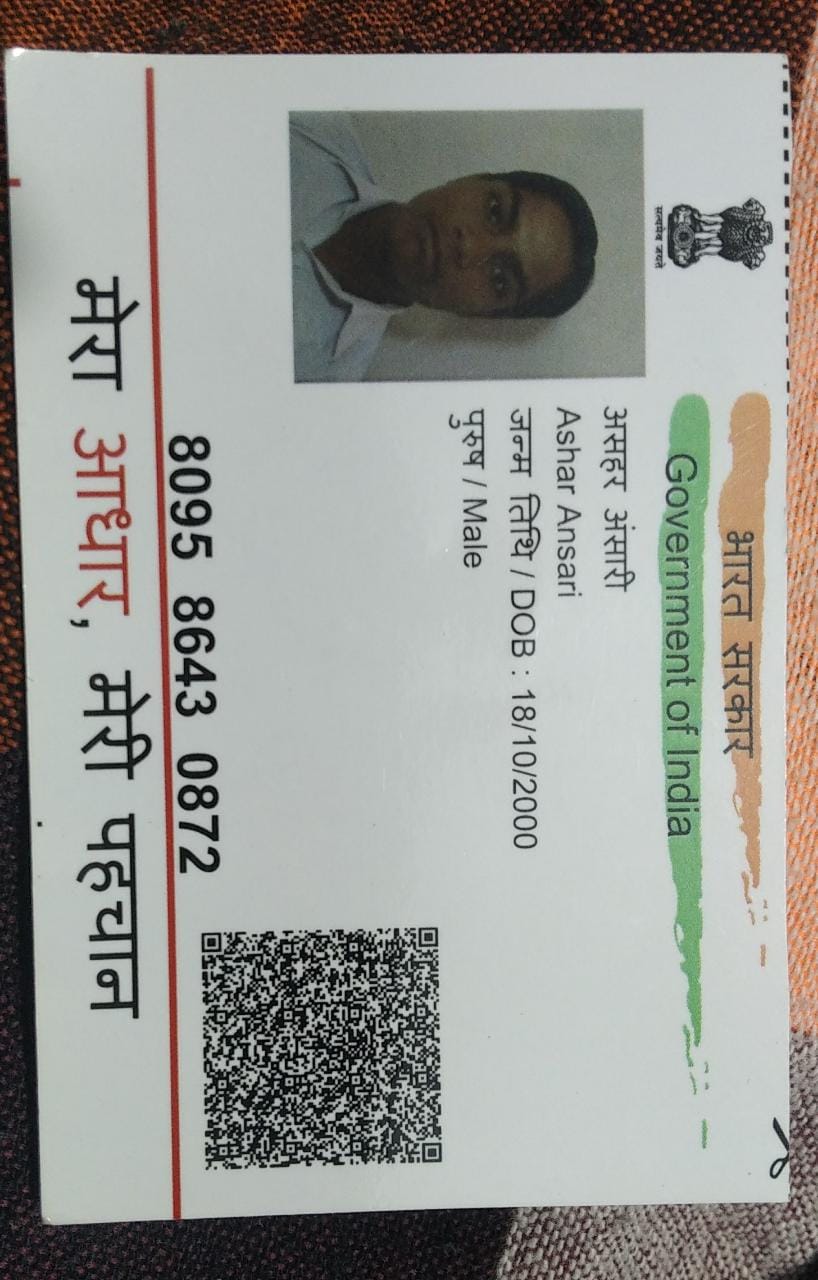 भारत सरकार
Government of India
सत्यमेव जयते
असहर अंसारी
Ashar Ansari
जन्म तिथि / DOB : 18/10/2000
पुरुष / Male
8095 8643 0872
मेरा आधार, मेरी पहचान